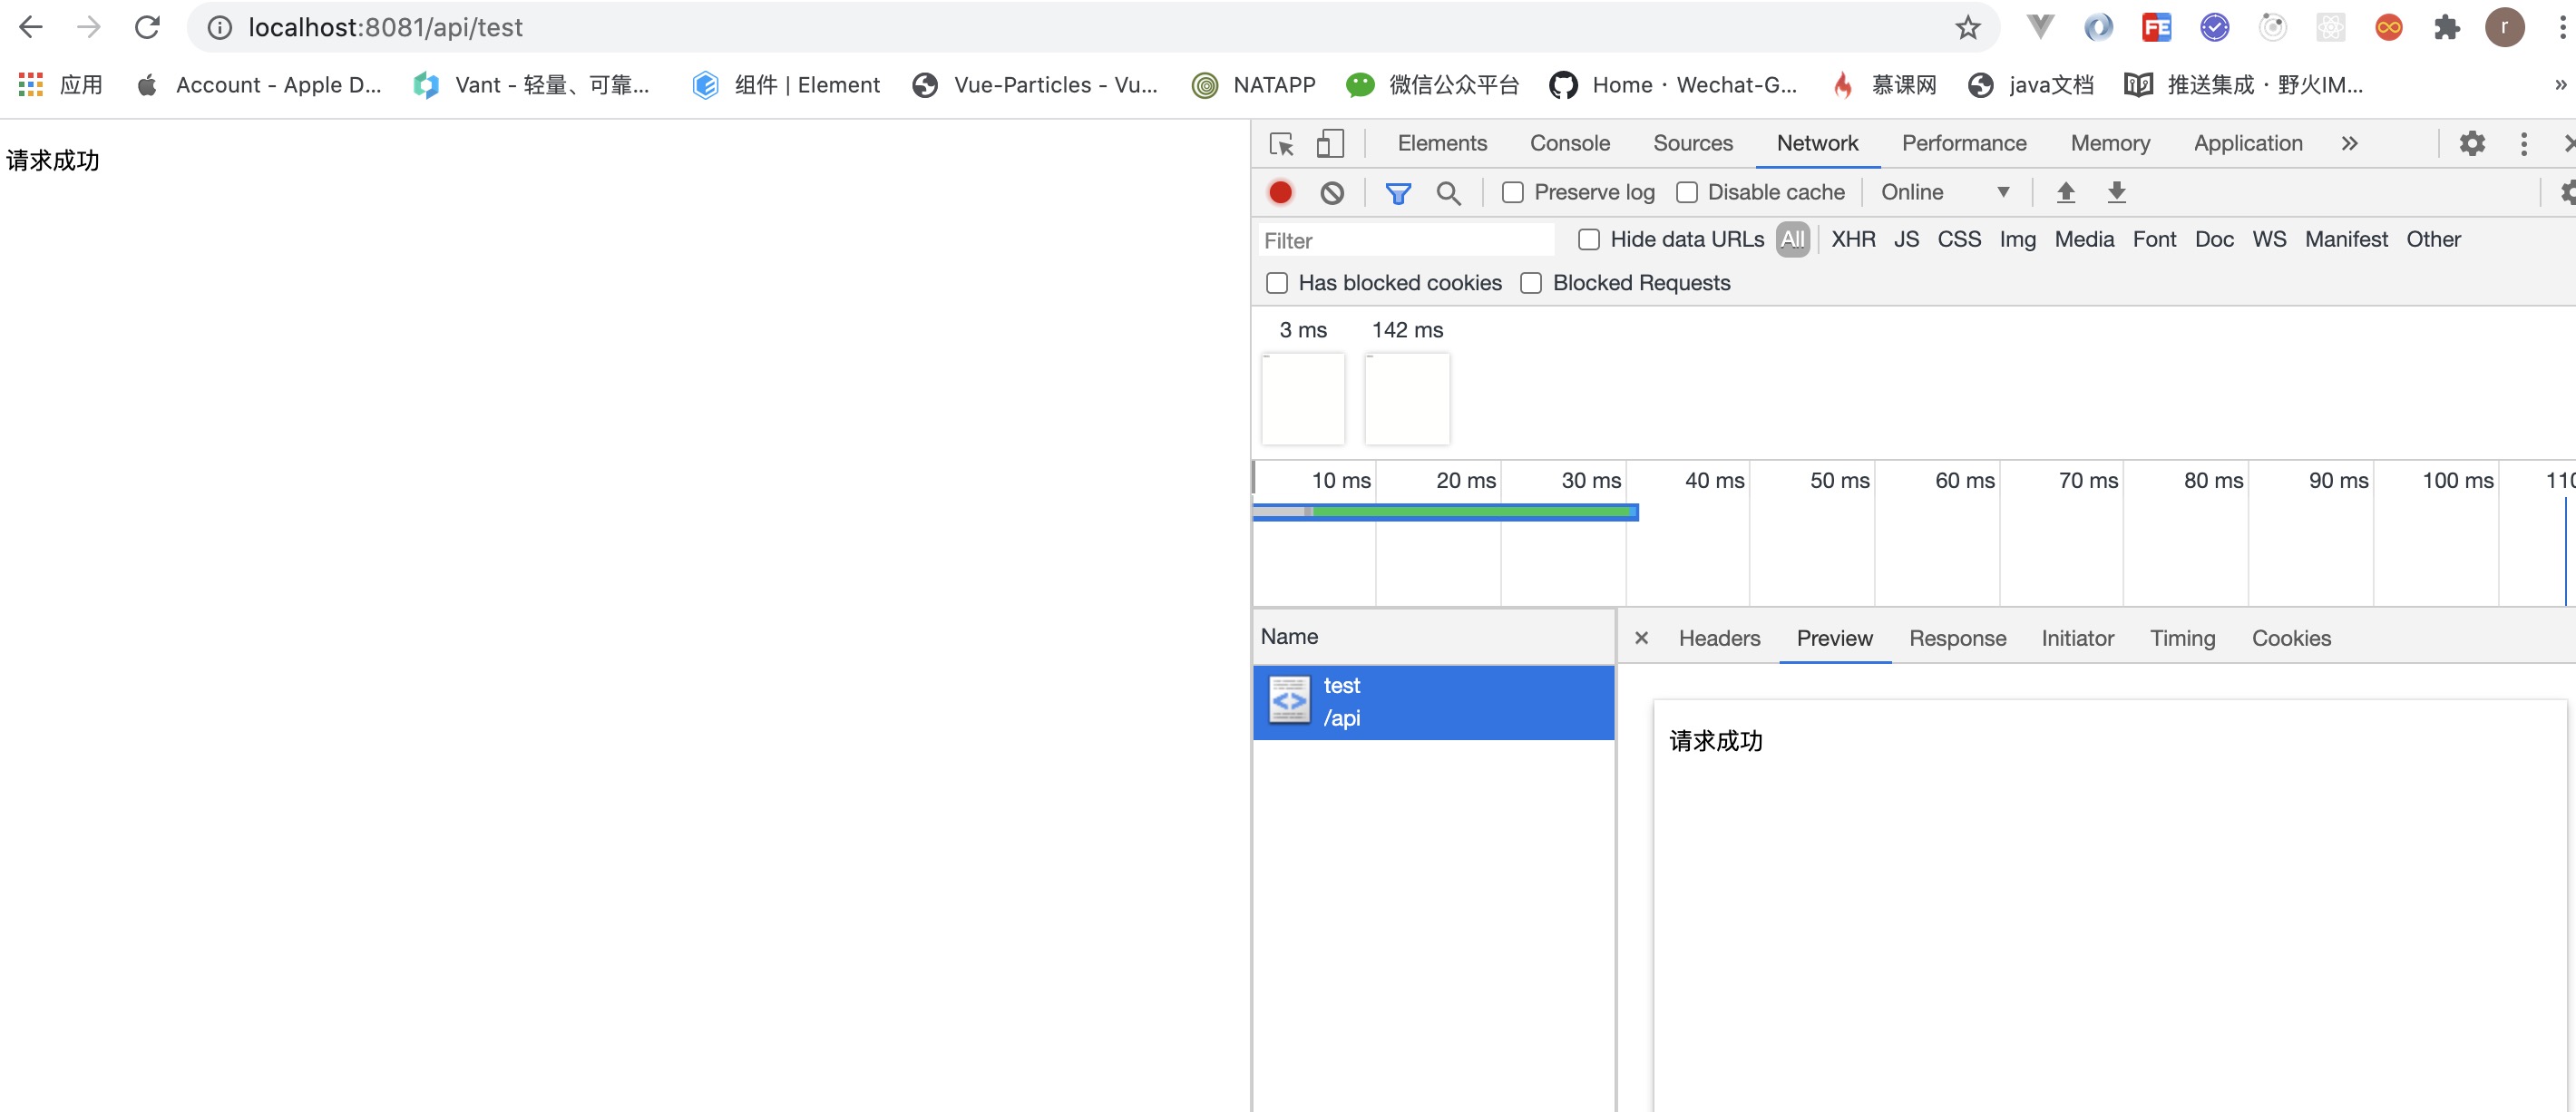 localhost:8081/api/test
r
应用 Account - Apple D... Vant - 轻量、可靠... 组件 | Element Vue-Particles - Vu... NATAPP 微信公众平台 Home · Wechat-G... 慕课网 java文档 推送集成 · 野火IM... »
请求成功
Elements Console Sources Network Performance Memory Application »
Preserve log Disable cache Online
Filter Hide data URLs All XHR JS CSS Img Media Font Doc WS Manifest Other
Has blocked cookies Blocked Requests
3 ms 142 ms
10 ms 20 ms 30 ms 40 ms 50 ms 60 ms 70 ms 80 ms 90 ms 100 ms 110
Name
test
/api
× Headers Preview Response Initiator Timing Cookies
请求成功